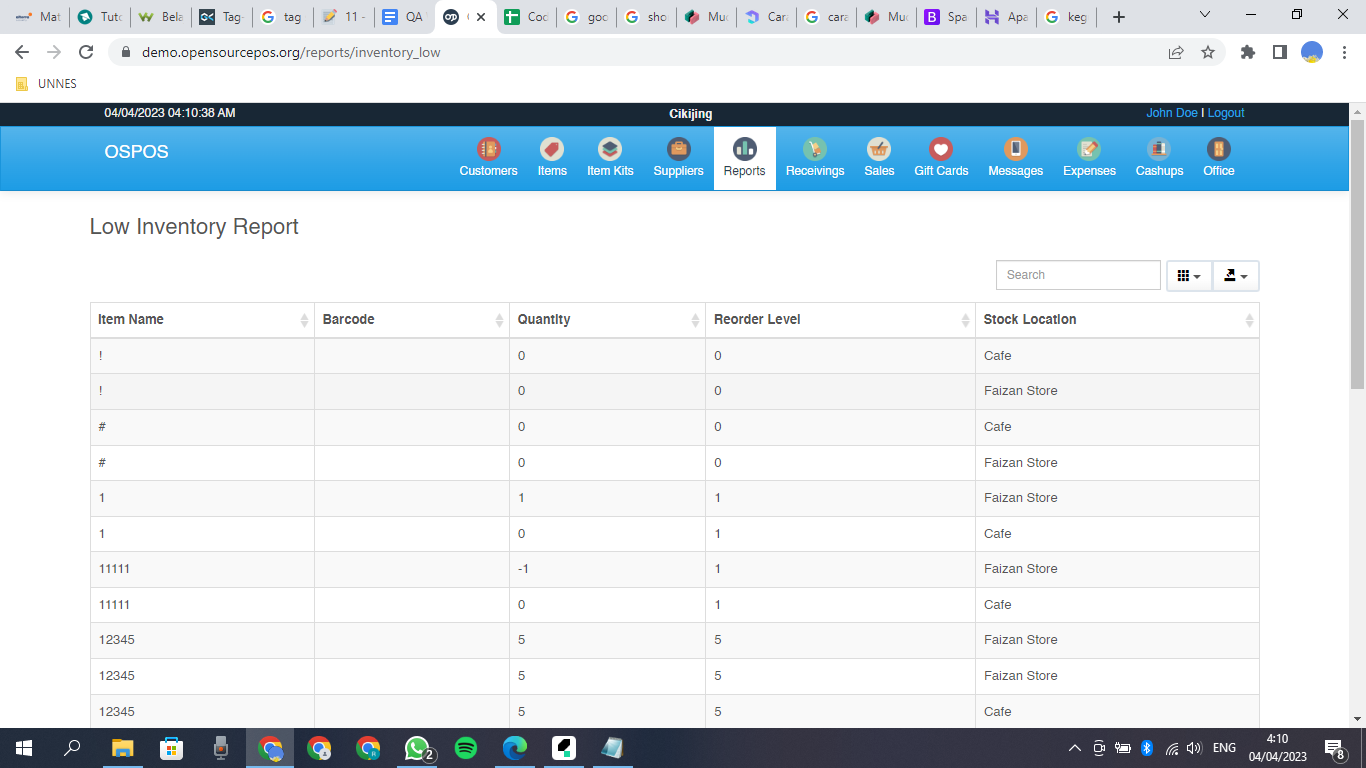 Mat
Tuto
Bela
Tag-
tag
11 -
QA
Cod
goo
sho
Muc
Cara
cara
Muc
Spa
Apa
keg
demo.opensourcepos.org/reports/inventory_low
UNNES
04/04/2023 04:10:38 AM
Cikijing
John Doe | Logout
OSPOS
Customers
Items
Item Kits
Suppliers
Reports
Receivings
Sales
Gift Cards
Messages
Expenses
Cashups
Office
Low Inventory Report
Search
Item Name Barcode Quantity Reorder Level Stock Location
! 0 0 Cafe
! 0 0 Faizan Store
# 0 0 Cafe
# 0 0 Faizan Store
1 1 1 Faizan Store
1 0 1 Cafe
11111 -1 1 Faizan Store
11111 0 1 Cafe
12345 5 5 Faizan Store
12345 5 5 Faizan Store
12345 5 5 Cafe
2
ENG
4:10
04/04/2023
8